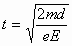 t = √(2md/eE)